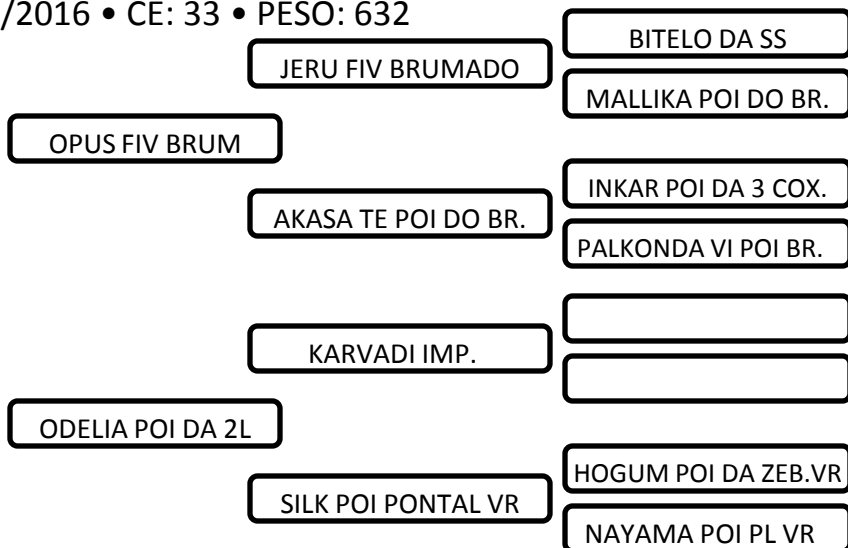 /2016 • CE: 33 • PESO: 632
BITELO DA SS
JERU FIV BRUMADO
MALLIKA POI DO BR.
OPUS FIV BRUM
INKAR POI DA 3 COX.
AKASA TE POI DO BR.
PALKONDA VI POI BR.
KARVADI IMP.
ODELIA POI DA 2L
HOGUM POI DA ZEB.VR
SILK POI PONTAL VR
NAYAMA POI PL VR